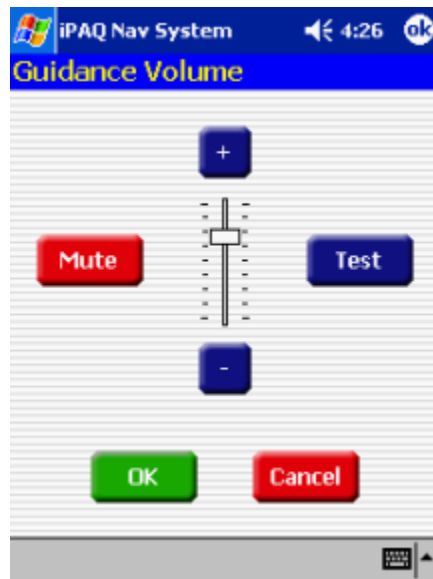 iPAQ Nav System 4:26 ok
Guidance Volume
+
Mute
Test
-
OK
Cancel